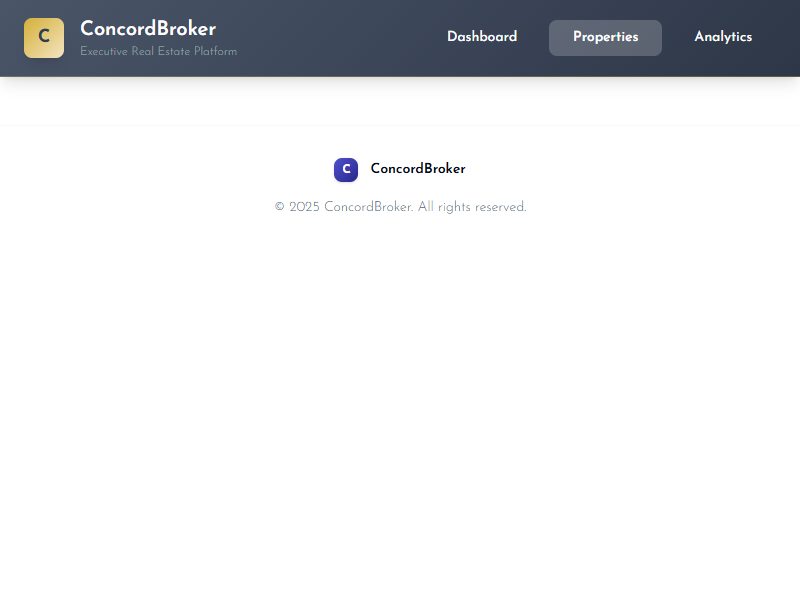 C
ConcordBroker
Executive Real Estate Platform
Dashboard
Properties
Analytics
C
ConcordBroker
© 2025 ConcordBroker. All rights reserved.